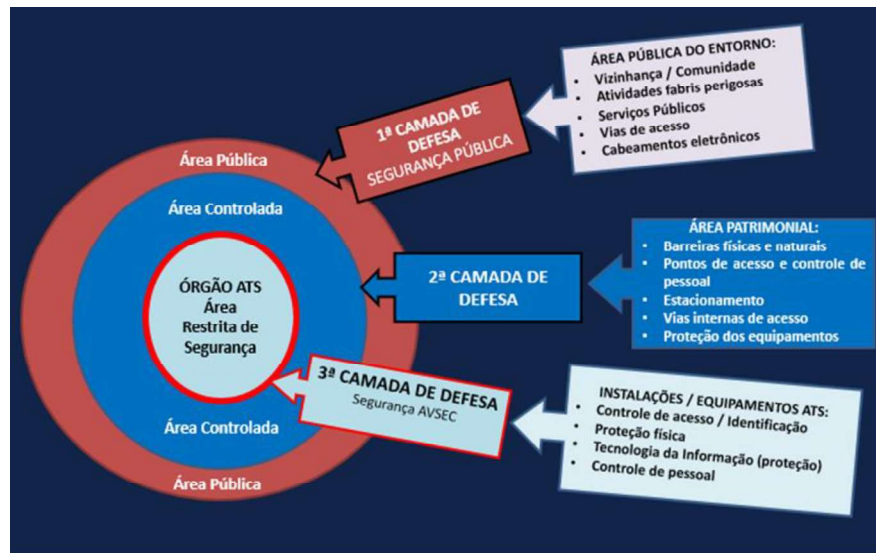 Área Pública
Área Controlada
ÓRGÃO ATS
Área
Restrita de
Segurança
Área Controlada
Área Pública
1ª CAMADA DE
DEFESA
SEGURANÇA PÚBLICA
ÁREA PÚBLICA DO ENTORNO:
• Vizinhança / Comunidade
• Atividades fabris perigosas
• Serviços Públicos
• Vias de acesso
• Cabeamentos eletrônicos
2ª CAMADA DE
DEFESA
ÁREA PATRIMONIAL:
• Barreiras físicas e naturais
• Pontos de acesso e controle de
pessoal
• Estacionamento
• Vias internas de acesso
• Proteção dos equipamentos
3ª CAMADA DE DEFESA
Segurança AVSEC
INSTALAÇÕES / EQUIPAMENTOS ATS:
• Controle de acesso / Identificação
• Proteção física
• Tecnologia da Informação (proteção)
• Controle de pessoal